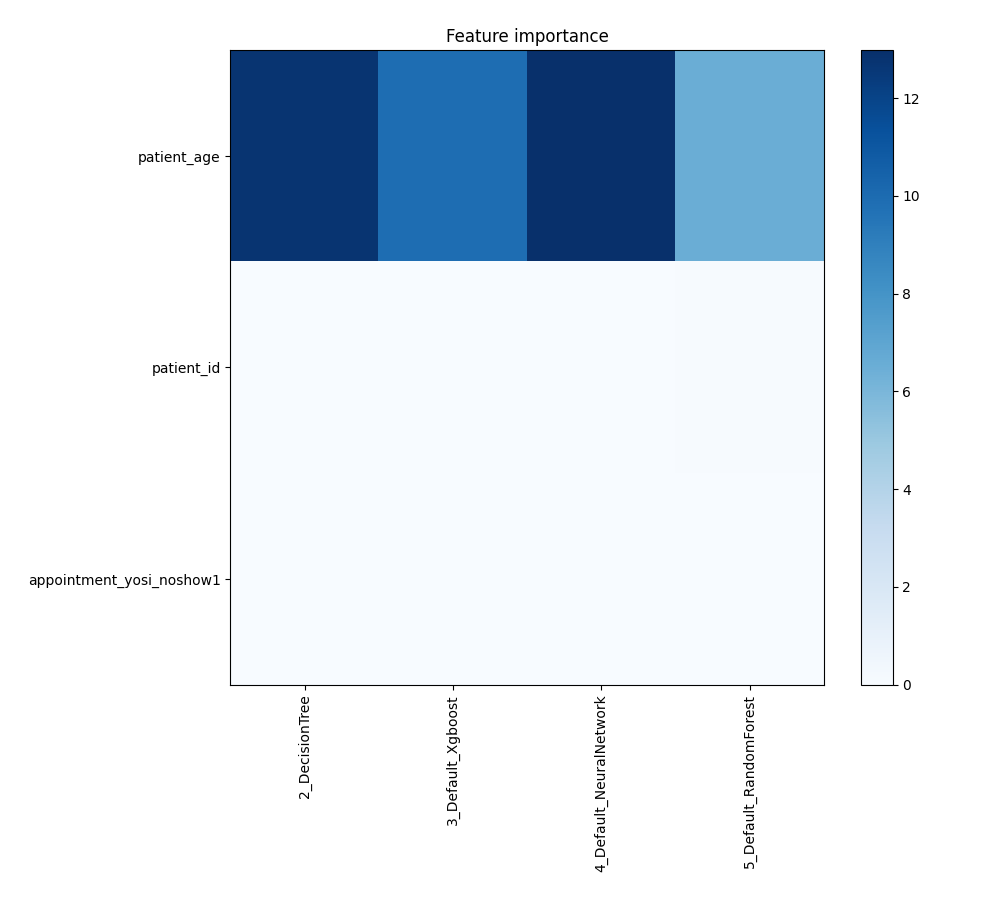 Feature importance
patient_age
patient_id
appointment_yosi_noshow1
2_DecisionTree
3_Default_Xgboost
4_Default_NeuralNetwork
5_Default_RandomForest
12
10
8
6
4
2
0